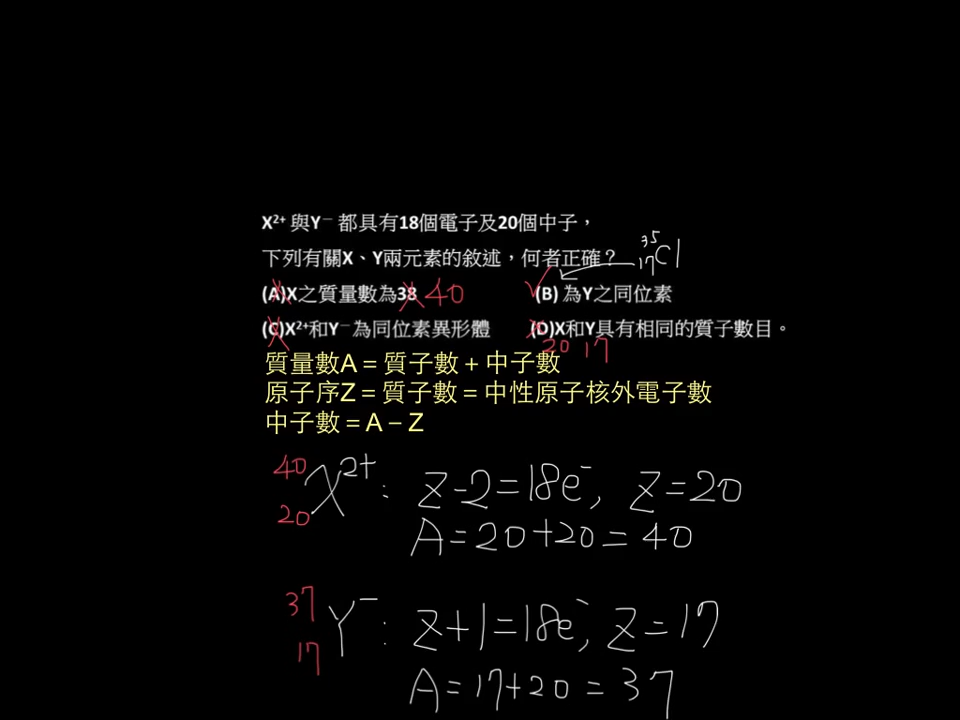 X²⁺ 與Y⁻ 都具有18個電子及20個中子，
下列有關X、Y兩元素的敘述，何者正確？ ³⁵₁₇Cl
(A)X之質量數為38 40 (B) 為Y之同位素
(C)X²⁺和Y⁻為同位素異形體 (D)X和Y具有相同的質子數目。
20 17
質量數A＝質子數＋中子數
原子序Z＝質子數＝中性原子核外電子數
中子數＝A – Z
⁴⁰₂₀X²⁺: Z-2=18e⁻, Z=20
A=20+20=40
³⁷₁₇Y⁻: Z+1=18e⁻, Z=17
A=17+20=37